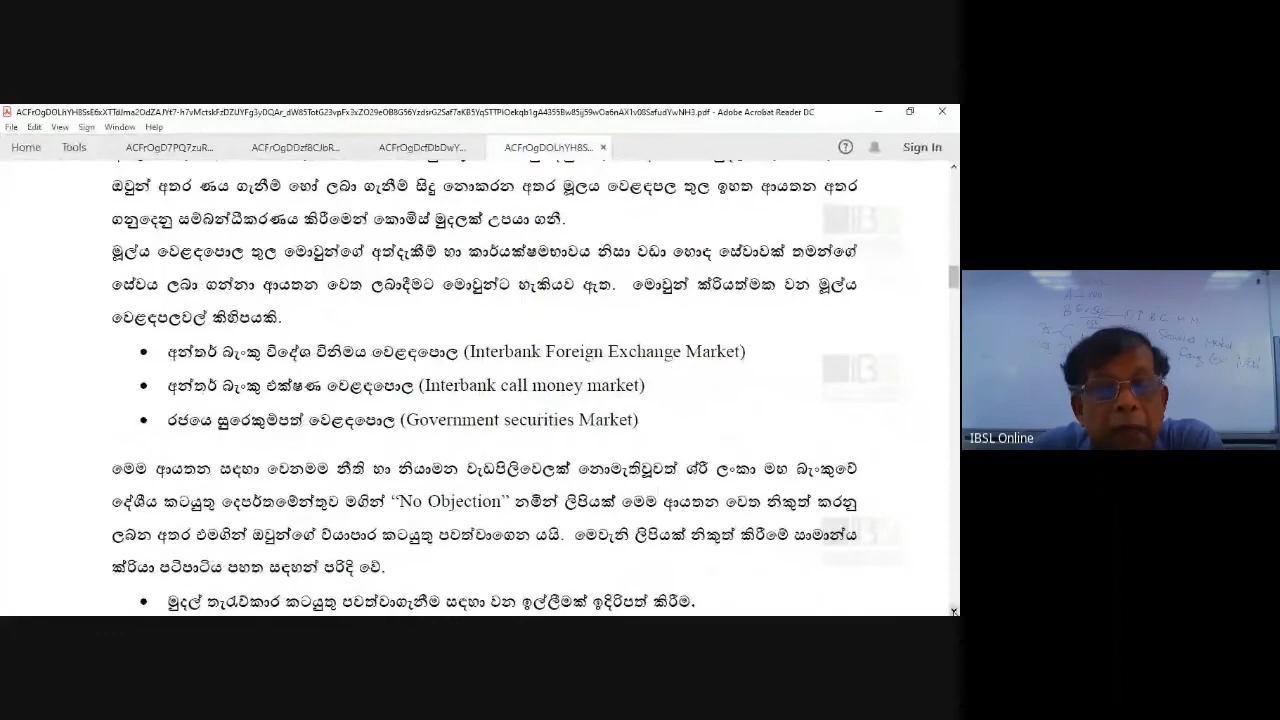 ACFrOgDOLhYH8SsE6xXTTdJma2OdZAJYt7-h7vMctskFzDZUYFg3yDQAr_dW85TotG23vpFx3xZO29eOB8G56YzdsrG2Saf7aKB5YqSTTPIOekqb1gA4355Bw85jj59wOa6nAX1v08SafudYwNH3.pdf - Adobe Acrobat Reader DC
File Edit View Sign Window Help
Home Tools ACFrOgD7PQ7zuR... ACFrOgDDzf8CJbR... ACFrOgDcfDbDwY... ACFrOgDOLhYH8S... × Sign In
ඔවුන් අතර ණය ගැනීම් හෝ ලබා ගැනීම් සිදු නොකරන අතර මූල්‍ය වෙළඳපල තුල ඉහත ආයතන අතර
ගනුදෙනු සම්බන්ධීකරණය කිරීමෙන් කොමිස් මුදලක් උපයා ගනී.
මූල්‍ය වෙළඳපොල තුල මොවුන්ගේ අත්දැකීම් හා කාර්යක්ෂමභාවය නිසා වඩා හොඳ සේවාවක් තමන්ගේ
සේවය ලබා ගන්නා ආයතන වෙත ලබාදීමට මොවුන්ට හැකියාව ඇත. මොවුන් ක්රියත්මක වන මූල්‍ය
වෙළඳපලවල් කිහිපයකි.
• අන්තර් බැංකු විදේශ විනිමය වෙළඳපොල (Interbank Foreign Exchange Market)
• අන්තර් බැංකු ඒක්ෂණ වෙළඳපොල (Interbank call money market)
• රජයෙ සුරෙකුම්පත් වෙළඳපොල (Government securities Market)
මෙම ආයතන සඳහා වෙනමම නීති හා නියාමන වැඩපිලිවෙලක් නොමැතිවුවත් ශ්රී ලංකා මහ බැංකුවේ
දේශීය කටයුතු දෙපර්තමේන්තුව මගින් “No Objection” නමින් ලිපියක් මෙම ආයතන වෙත නිකුත් කරනු
ලබන අතර එමගින් ඔවුන්ගේ ව්යාපාර කටයුතු පවත්වාගෙන යයි. මෙවැනි ලිපියක් නිකුත් කිරීමේ සාමාන්ය
ක්රියා පටිපාටිය පහත සඳහන් පරිදි වේ.
• මුදල් තැරැව්කාර කටයුතු පවත්වාගැනීම සඳහා වන ඉල්ලීමක් ඉදිරිපත් කිරීම.
IBSL Online